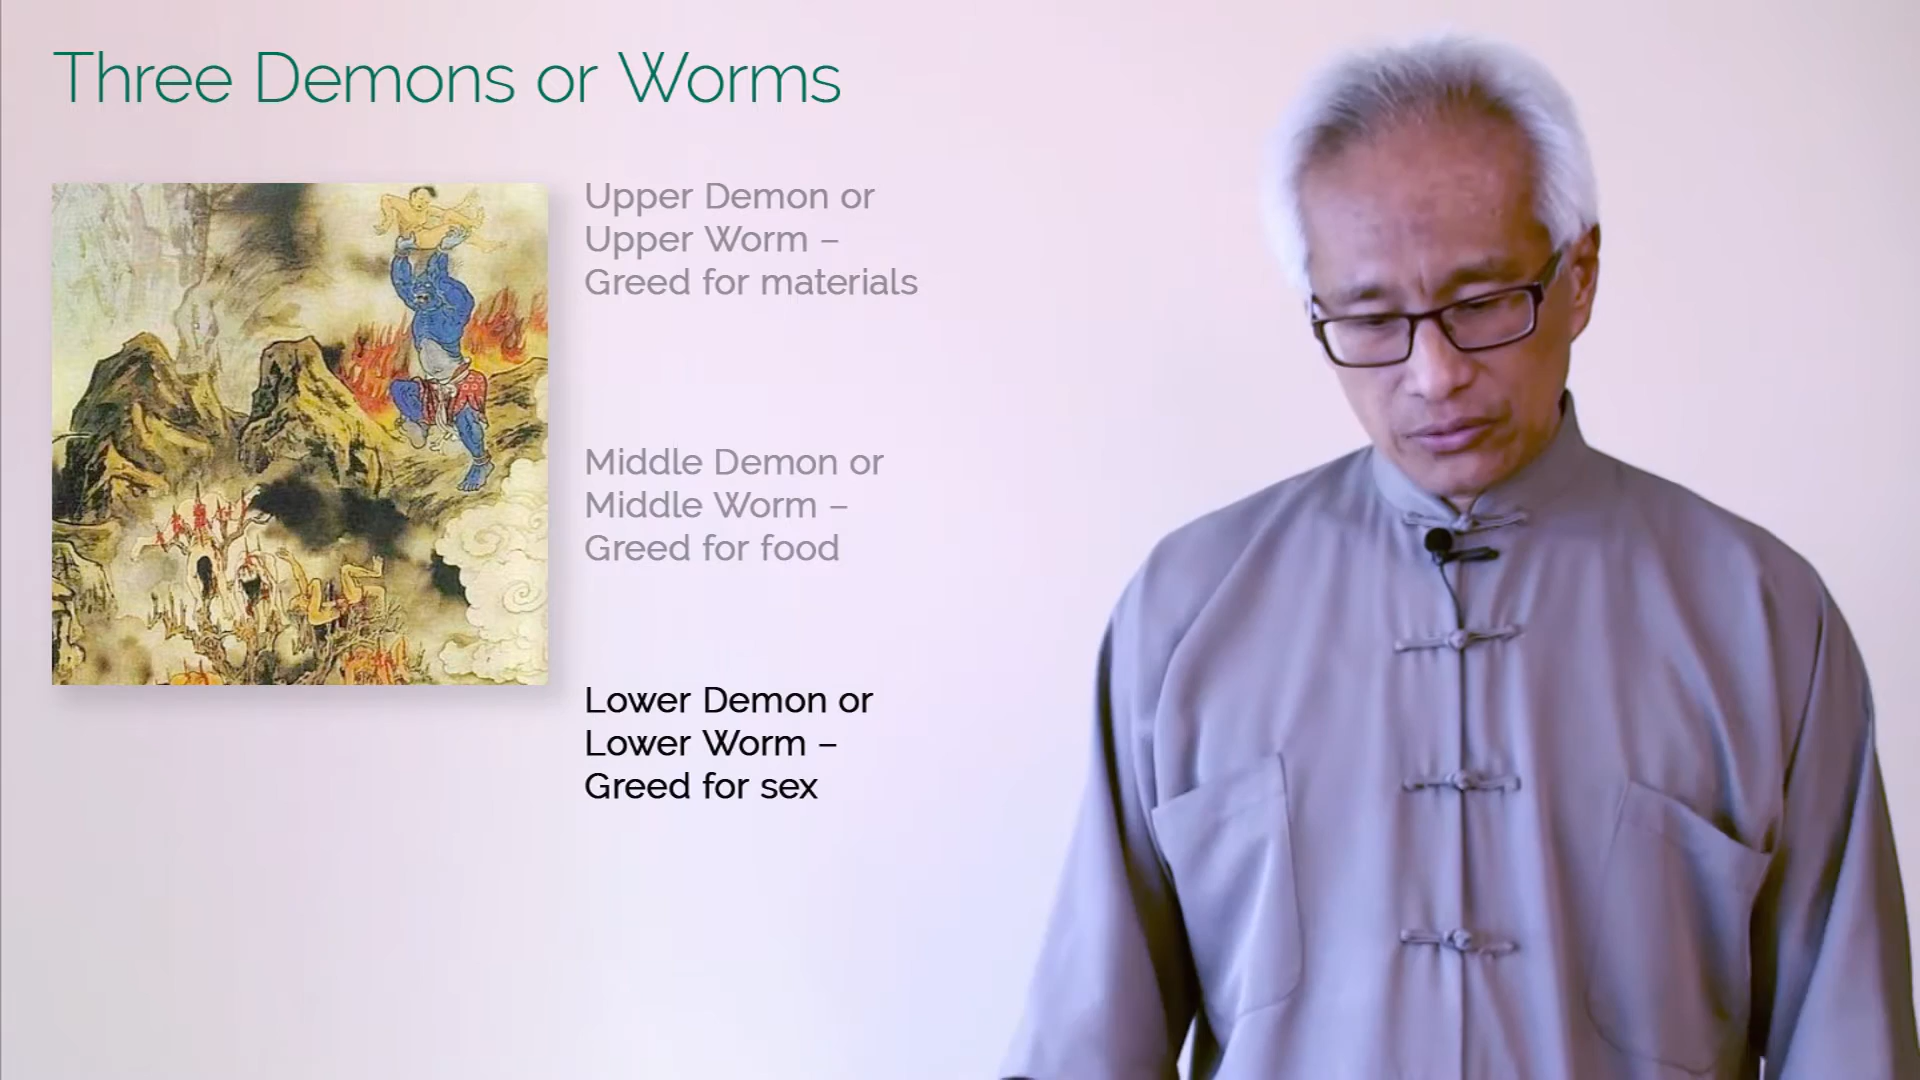 Three Demons or Worms
Upper Demon or
Upper Worm –
Greed for materials
Middle Demon or
Middle Worm –
Greed for food
Lower Demon or
Lower Worm –
Greed for sex